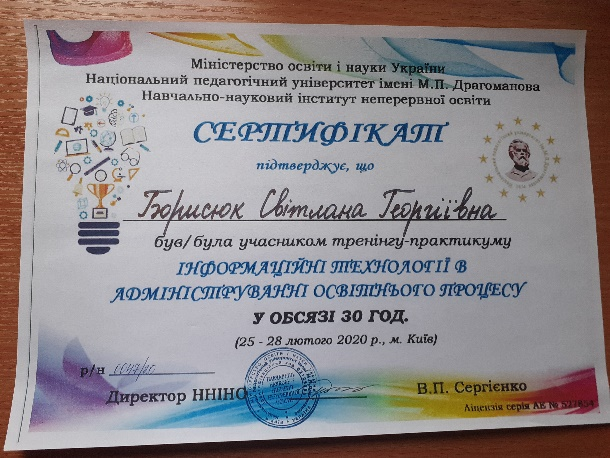 Міністерство освіти і науки України
Національний педагогічний університет імені М.П. Драгоманова
Навчально-науковий інститут неперервної освіти
СЕРТИФІКАТ
підтверджує, що
Борисюк Світлана Георгіївна
був/була учасником тренінгу-практикуму
ІНФОРМАЦІЙНІ ТЕХНОЛОГІЇ В
АДМІНІСТРУВАННІ ОСВІТНЬОГО ПРОЦЕСУ
У ОБСЯЗІ 30 ГОД.
(25 - 28 лютого 2020 р., м. Київ)
р/н
Директор ННІНО В.П. Сергієнко
Ліцензія серія АЕ № 527854